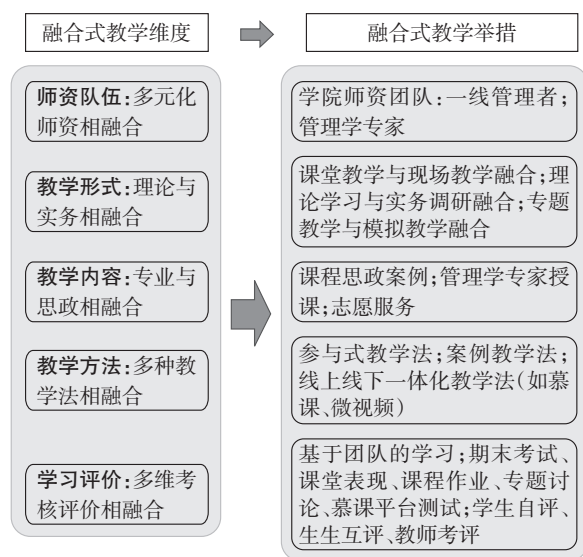 融合式教学维度
融合式教学举措
师资队伍:多元化
师资相融合
学院师资团队:一线管理者;
管理学专家
教学形式:理论与
实务相融合
课堂教学与现场教学融合;理
论学习与实务调研融合;专题
教学与模拟教学融合
教学内容:专业与
思政相融合
课程思政案例;管理学专家授
课;志愿服务
教学方法:多种教
学法相融合
参与式教学法;案例教学法;
线上线下一体化教学法(如慕
课、微视频)
学习评价:多维考
核评价相融合
基于团队的学习;期末考试、
课堂表现、课程作业、专题讨
论、慕课平台测试;学生自评、
生生互评、教师考评